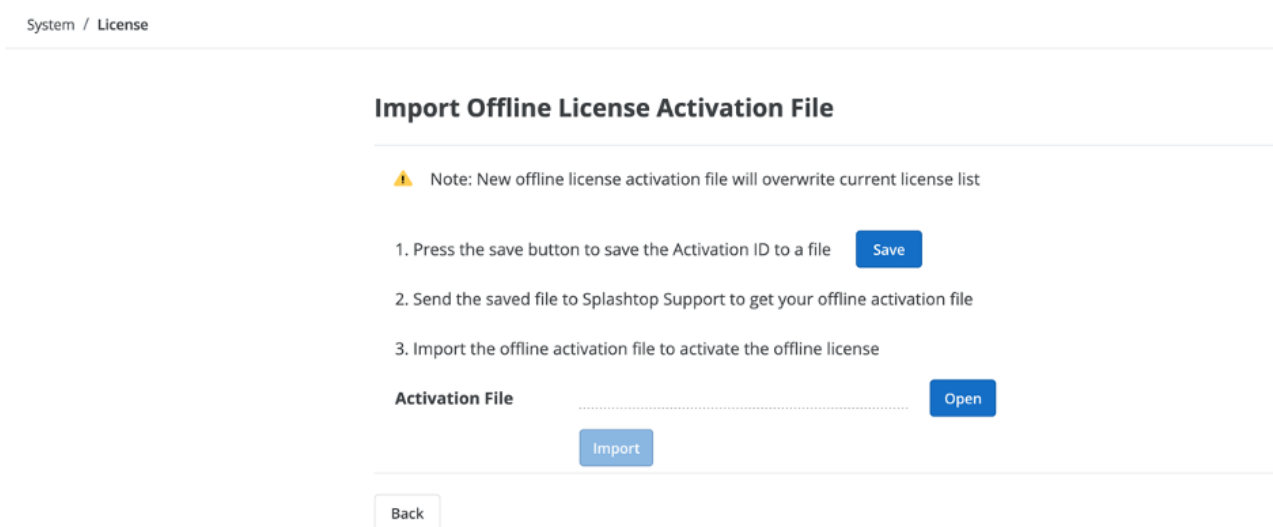 System / License
Import Offline License Activation File
Note: New offline license activation file will overwrite current license list
1. Press the save button to save the Activation ID to a file Save
2. Send the saved file to Splashtop Support to get your offline activation file
3. Import the offline activation file to activate the offline license
Activation File Open
Import
Back